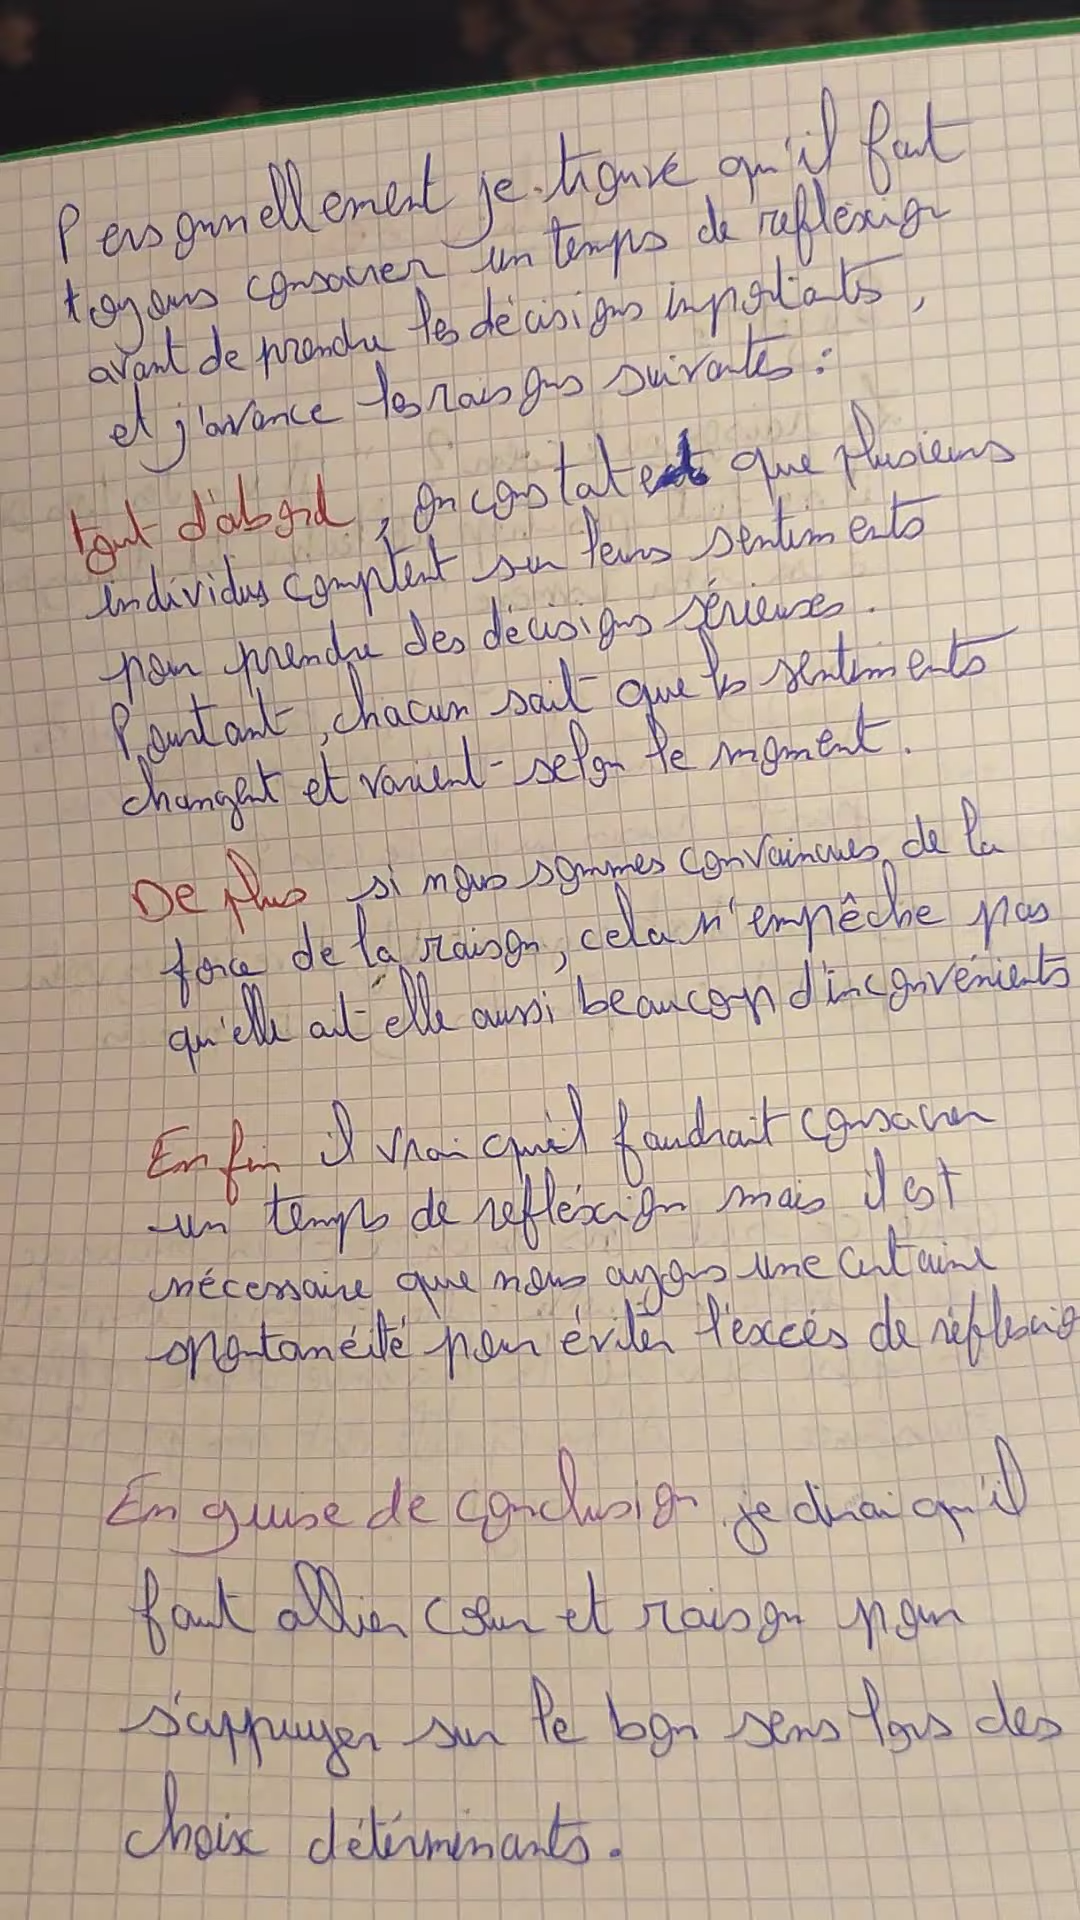 Personnellement je trouve qu'il faut
toyours consacrer un temps de refléxion
avant de prendre les décisions importants,
et j'avance les raisons suivantes :
tout d'abord, on constate que plusieurs
individus comptent sur leurs sentiments
pour prendre des décisions sérieuses.
Pourtant, chacun sait que les sentiments
changent et varient selon le moment.
De plus si nous sommes convaincues de la
force de la raison, cela n'empêche pas
qu'elle ait elle aussi beaucoup d'inconvénients
Enfin il vrai qu'il faudrait consacrer
un temps de refléxion mais il est
nécessaire que nous ayons une certaine
spontanéité pour éviter l'excés de réflexio
En guise de conclusion je dirai qu'il
faut allier cœur et raison pour
s'appuyer sur le bon sens lors des
choix déterminants.